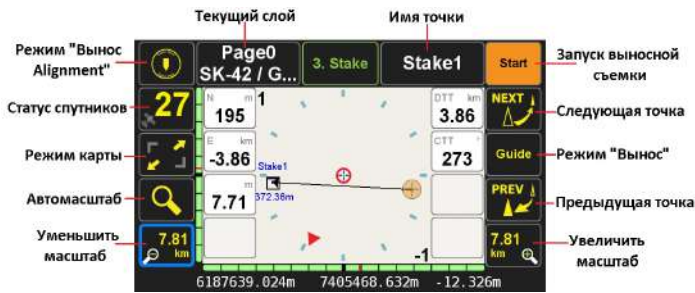 Текущий слой
Имя точки
Режим "Вынос Alignment"
Page0
SK-42 / G...
3. Stake
Stake1
Start
Запуск выносной съемки
Статус спутников
27
N m
195
1
DTT km
3.86
NEXT
Следующая точка
Режим карты
E km
-3.86
CTT °
273
Guide
Режим "Вынос"
Stake1
372.38m
Автомасштаб
m
7.71
PREV
Предыдущая точка
Уменьшить масштаб
7.81
km
-1
7.81
km
Увеличить масштаб
6187639.024m 7405468.632m -12.326m